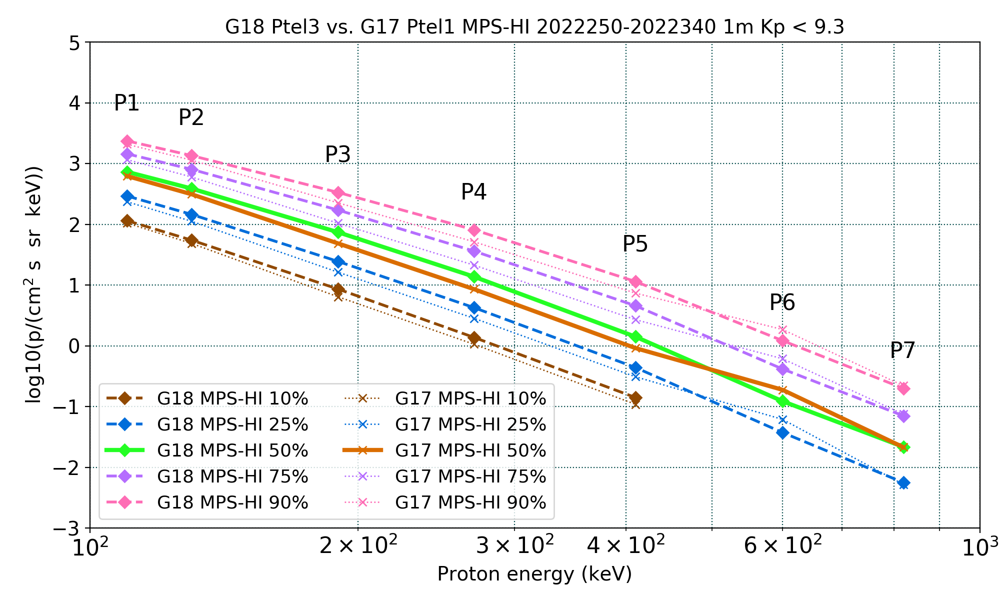 G18 Ptel3 vs. G17 Ptel1 MPS-HI 2022250-2022340 1m Kp < 9.3
5
4
3
2
1
0
−1
−2
−3
log10(p/(cm² s sr keV))
P1
P2
P3
P4
P5
P6
P7
G18 MPS-HI 10%
G18 MPS-HI 25%
G18 MPS-HI 50%
G18 MPS-HI 75%
G18 MPS-HI 90%
G17 MPS-HI 10%
G17 MPS-HI 25%
G17 MPS-HI 50%
G17 MPS-HI 75%
G17 MPS-HI 90%
10² 2×10² 3×10² 4×10² 6×10² 10³
Proton energy (keV)